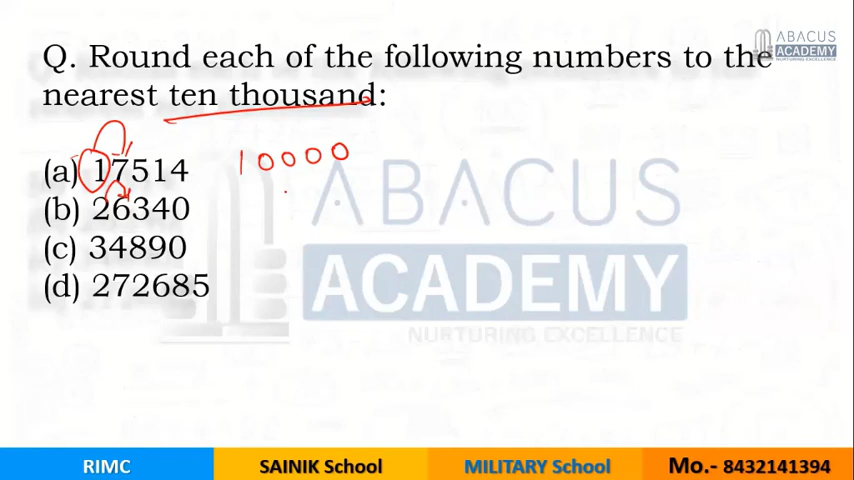 ABACUS
ACADEMY
NURTURING EXCELLENCE
Q. Round each of the following numbers to the
nearest ten thousand:
(a) 17514 10000
(b) 26340
(c) 34890
(d) 272685
ABACUS
ACADEMY
NURTURING EXCELLENCE
RIMC SAINIK School MILITARY School Mo.- 8432141394